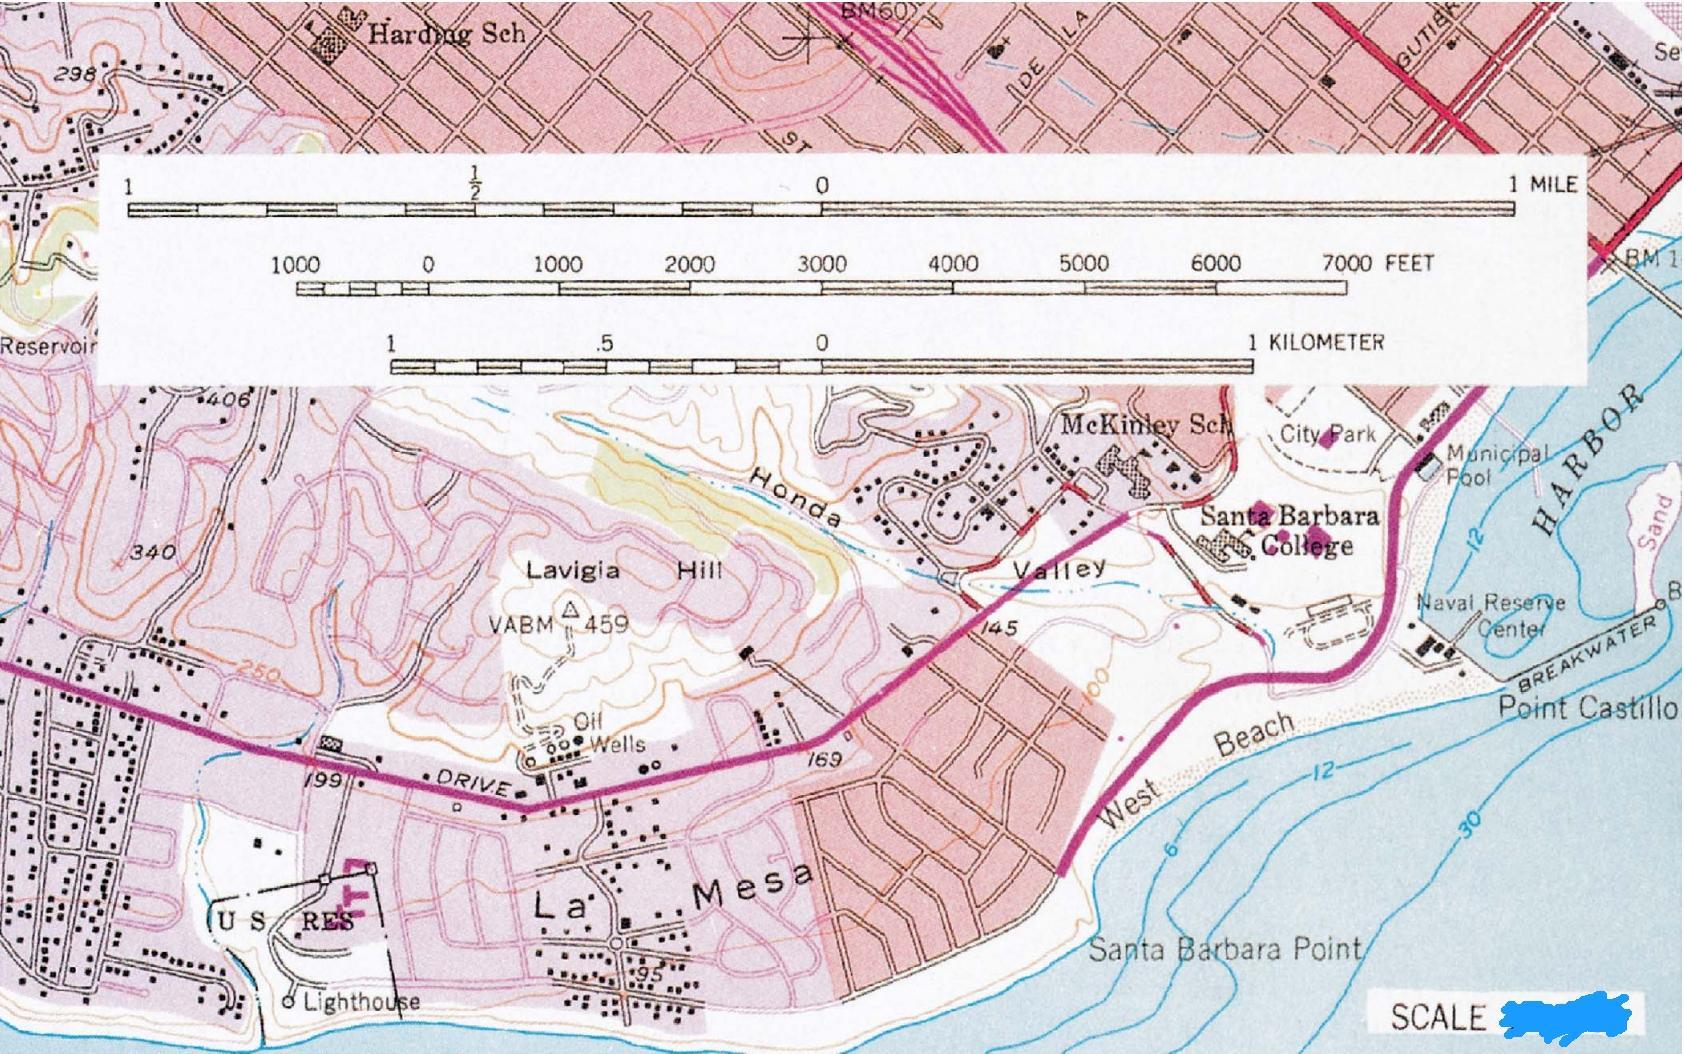 BM60
Harding Sch
DE LA
GUTIER
Se
298
ST
1 ½ 0 1 MILE
1000 0 1000 2000 3000 4000 5000 6000 7000 FEET
BM 1
1 .5 0 1 KILOMETER
Reservoir
406
McKinley Sch
City Park
HARBOR
Municipal
Pool
Honda
Santa Barbara
College
12
Sand
340
Lavigia Hill
Valley
VABM 459
145
Naval Reserve
Center
B
BREAKWATER
250
100
Point Castillo
Oil
Wells
West Beach
169
199
DRIVE
12
6
30
La Mesa
U S RES
Santa Barbara Point
95
Lighthouse
SCALE